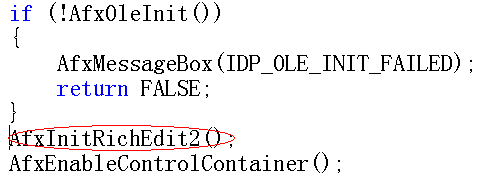 if (!AfxOleInit())
{
AfxMessageBox(IDP_OLE_INIT_FAILED);
return FALSE;
}
AfxInitRichEdit2();
AfxEnableControlContainer();